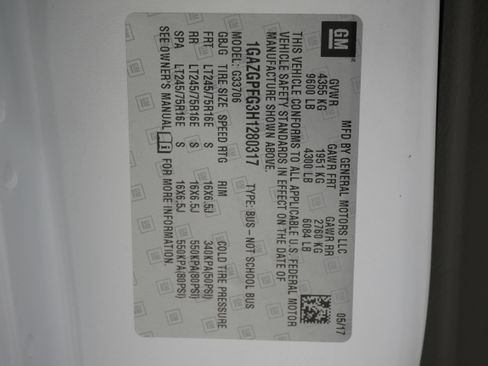 GM
MFD BY GENERAL MOTORS LLC 05/17
GVWR GAWR FRT GAWR RR
4355 KG 1951 KG 2760 KG
9600 LB 4300 LB 6084 LB
THIS VEHICLE CONFORMS TO ALL APPLICABLE U.S. FEDERAL MOTOR
VEHICLE SAFETY STANDARDS IN EFFECT ON THE DATE OF
MANUFACTURE SHOWN ABOVE.
1GAZGPFG3H1280317 TYPE: BUS-NOT SCHOOL BUS
MODEL: G33706
GBJG TIRE SIZE SPEED RTG RIM COLD TIRE PRESSURE
FRT LT245/75R16E S 16X6.5J 340KPA(50PSI)
RR LT245/75R16E S 16X6.5J 550KPA(80PSI)
SPA LT245/75R16E S 16X6.5J 550KPA(80PSI)
SEE OWNER'S MANUAL FOR MORE INFORMATION.